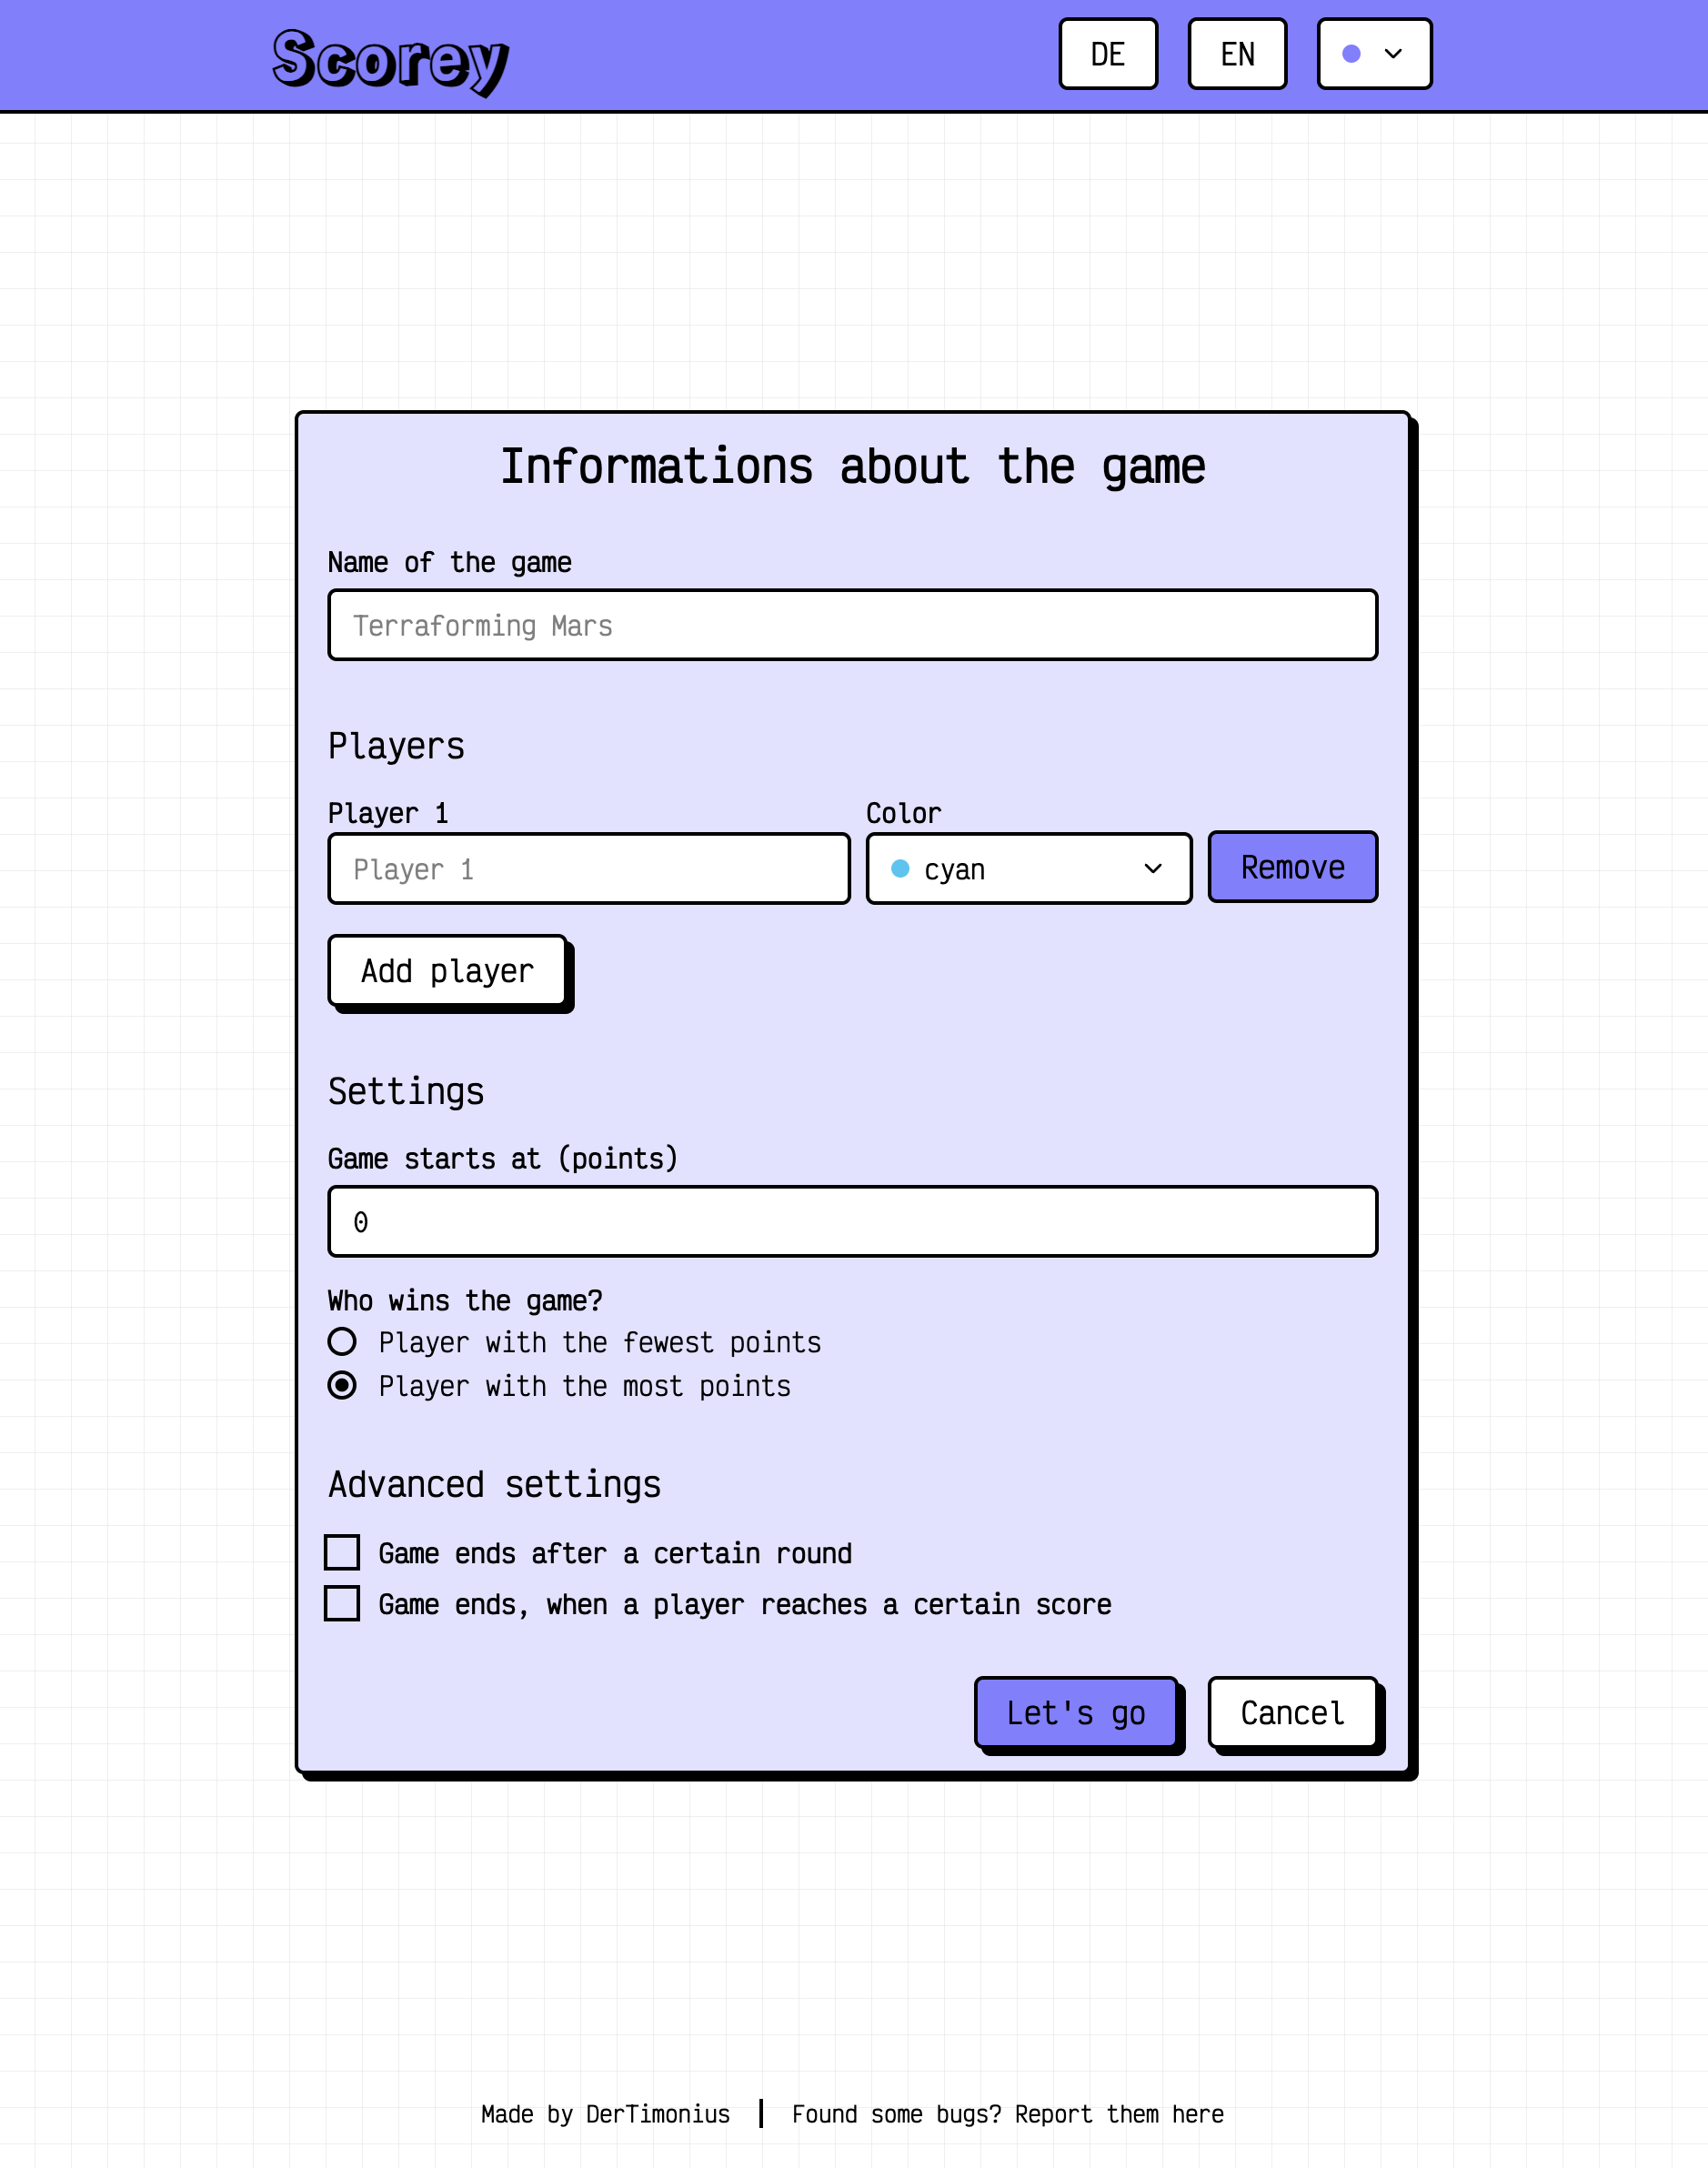 Scorey
DE EN
Informations about the game
Name of the game
Terraforming Mars
Players
Player 1 Color
Player 1 cyan Remove
Add player
Settings
Game starts at (points)
0
Who wins the game?
Player with the fewest points
Player with the most points
Advanced settings
Game ends after a certain round
Game ends, when a player reaches a certain score
Let's go Cancel
Made by DerTimonius Found some bugs? Report them here